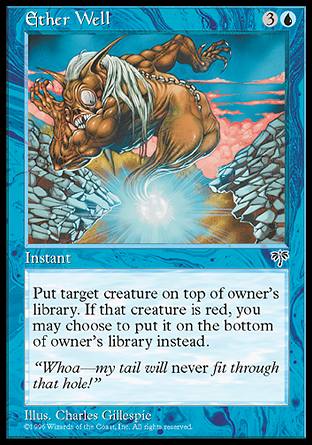 Ether Well 3
Instant
Put target creature on top of owner's
library. If that creature is red, you
may choose to put it on the bottom
of owner's library instead.
“Whoa—my tail will never fit through
that hole!”
Illus. Charles Gillespie
©1996 Wizards of the Coast, Inc. All rights reserved.